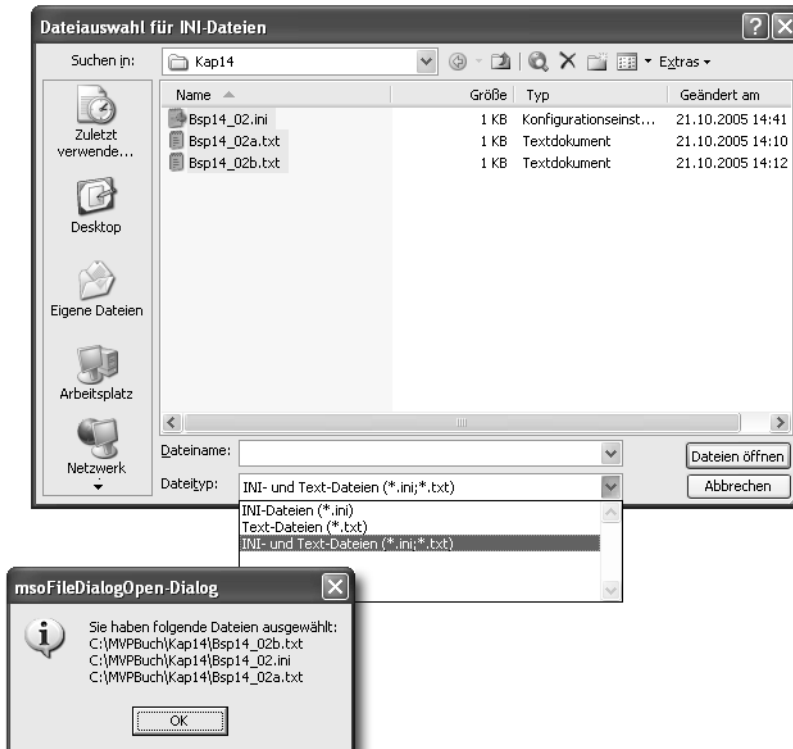 Dateiauswahl für INI-Dateien
Suchen in:
Kap14
Extras
Name
Größe
Typ
Geändert am
Bsp14_02.ini
1 KB
Konfigurationseinst...
21.10.2005 14:41
Bsp14_02a.txt
1 KB
Textdokument
21.10.2005 14:10
Bsp14_02b.txt
1 KB
Textdokument
21.10.2005 14:12
Zuletzt
verwende...
Desktop
Eigene Dateien
Arbeitsplatz
Netzwerk
Dateiname:
Dateien öffnen
Dateityp:
INI- und Text-Dateien (*.ini;*.txt)
Abbrechen
INI-Dateien (*.ini)
Text-Dateien (*.txt)
INI- und Text-Dateien (*.ini;*.txt)
msoFileDialogOpen-Dialog
Sie haben folgende Dateien ausgewählt:
C:\MVPBuch\Kap14\Bsp14_02b.txt
C:\MVPBuch\Kap14\Bsp14_02.ini
C:\MVPBuch\Kap14\Bsp14_02a.txt
OK